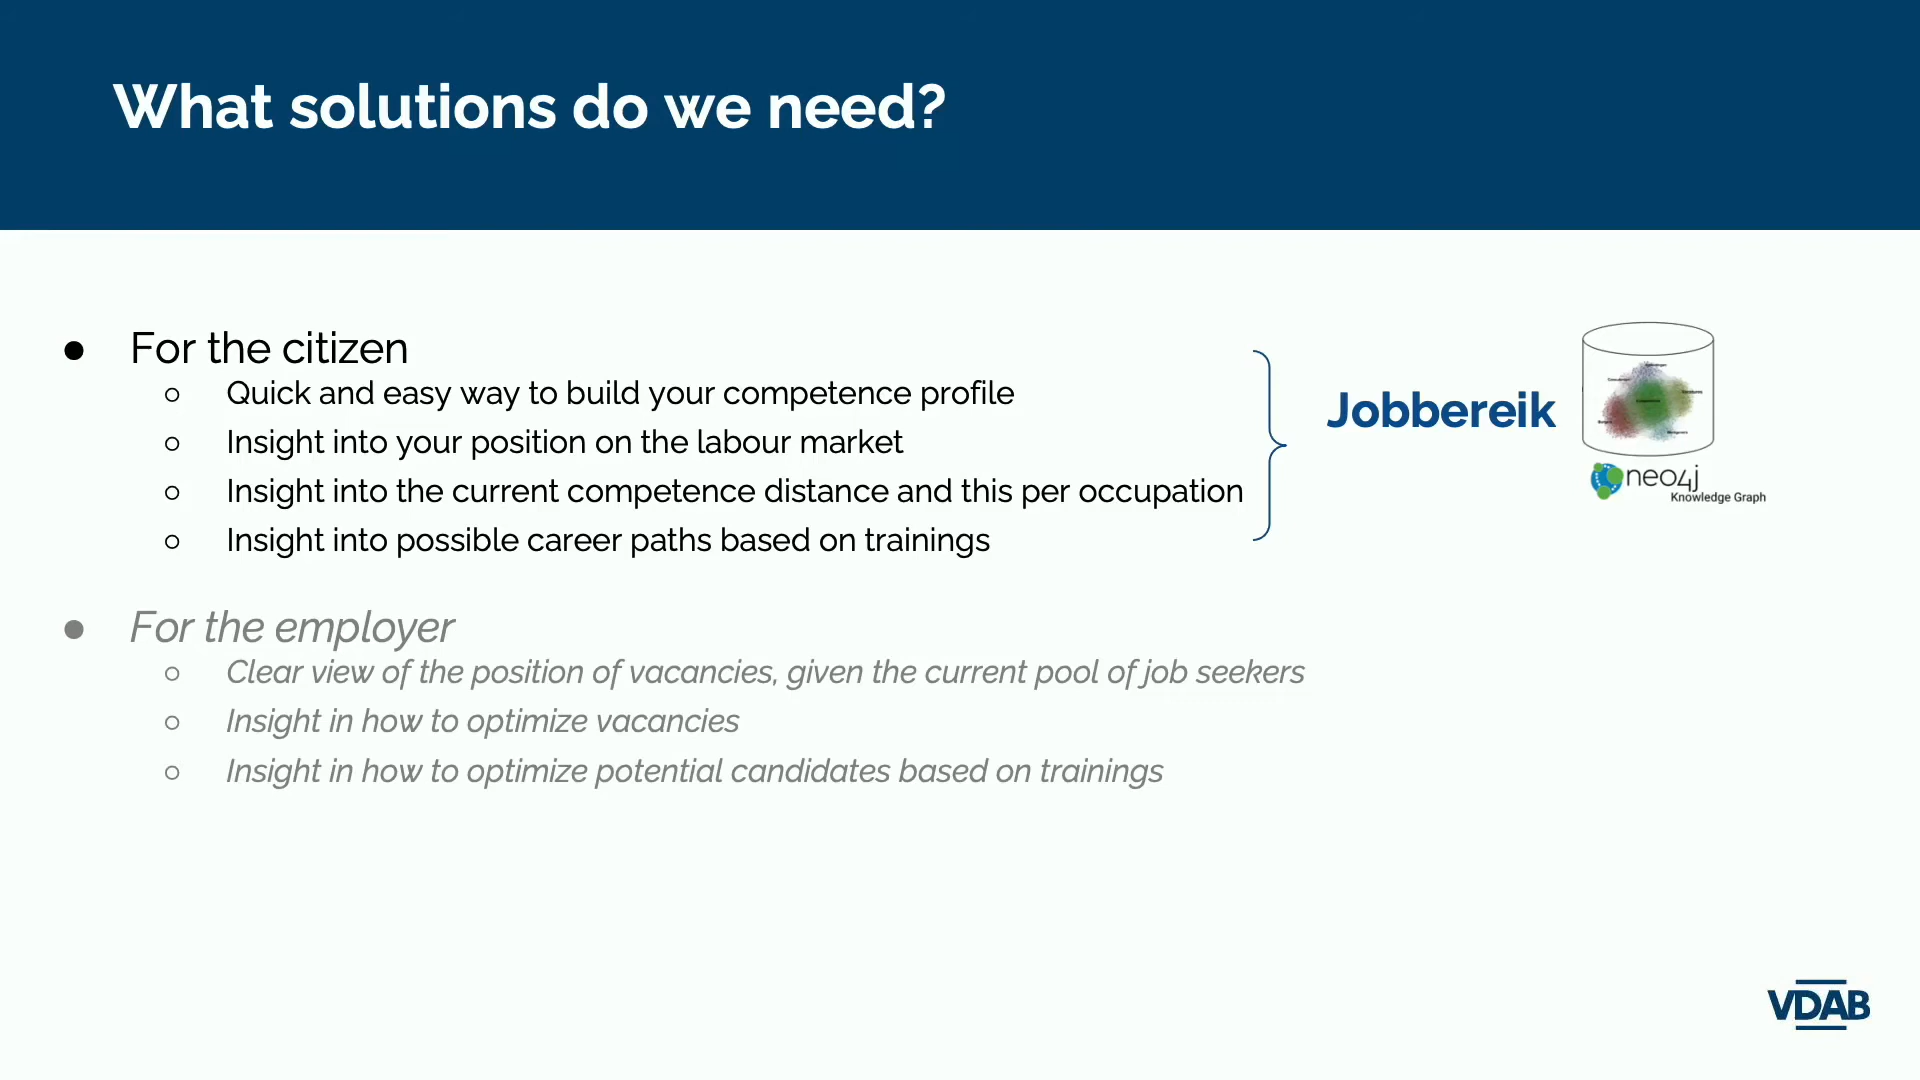 What solutions do we need?
● For the citizen
○ Quick and easy way to build your competence profile
○ Insight into your position on the labour market
○ Insight into the current competence distance and this per occupation
○ Insight into possible career paths based on trainings
Jobbereik
neo4j
Knowledge Graph
● For the employer
○ Clear view of the position of vacancies, given the current pool of job seekers
○ Insight in how to optimize vacancies
○ Insight in how to optimize potential candidates based on trainings
VDAB